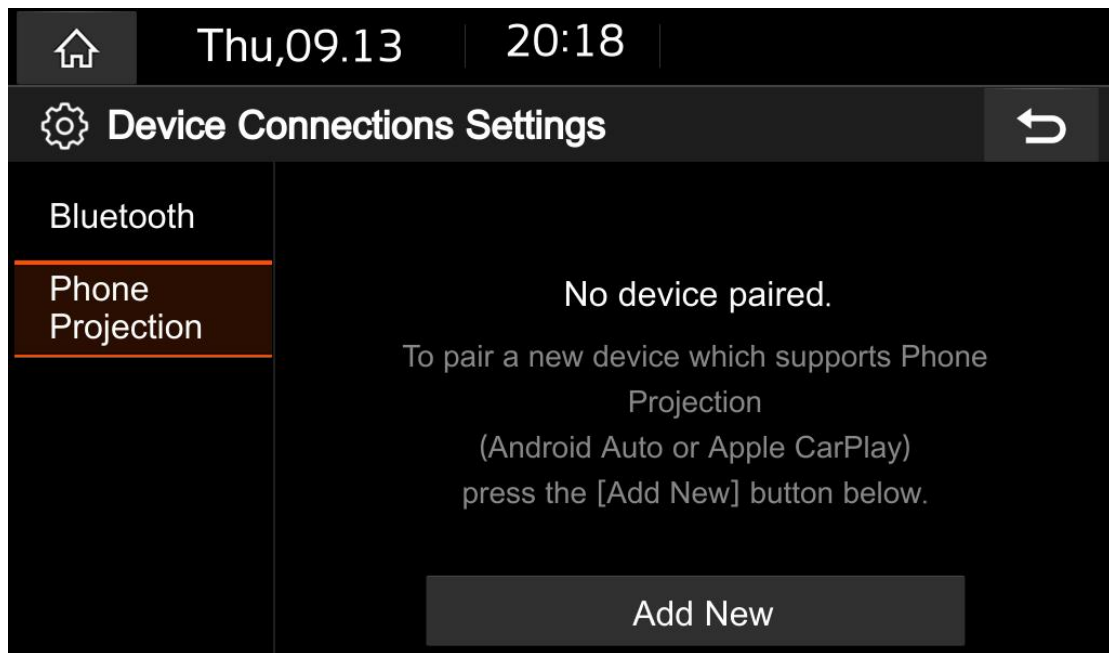 Thu,09.13 20:18
Device Connections Settings
Bluetooth
Phone
Projection
No device paired.
To pair a new device which supports Phone
Projection
(Android Auto or Apple CarPlay)
press the [Add New] button below.
Add New